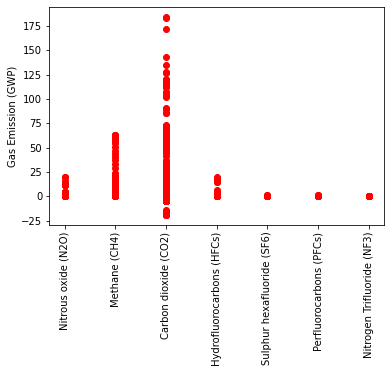 Gas Emission (GWP)
175
150
125
100
75
50
25
0
−25
Nitrous oxide (N2O)
Methane (CH4)
Carbon dioxide (CO2)
Hydrofluorocarbons (HFCs)
Sulphur hexafluoride (SF6)
Perfluorocarbons (PFCs)
Nitrogen Trifluoride (NF3)